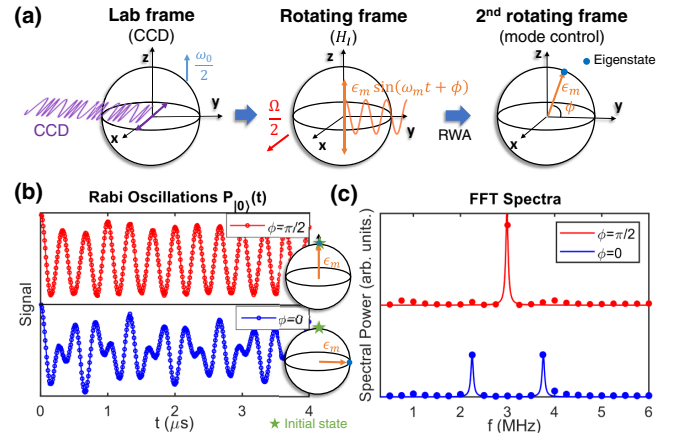 (a)
Lab frame
(CCD)
Rotating frame
(H_I)
2nd rotating frame
(mode control)
z
ω₀/2
y
x
CCD
z
ϵₘ sin(ωₘt + ϕ)
Ω/2
y
x
RWA
z
Eigenstate
ϵₘ
ϕ
y
x
(b)
Rabi Oscillations P|0⟩(t)
Signal
ϕ=π/2
ϵₘ
ϕ=0
ϵₘ
0 1 2 3 4
t (μs)
Initial state
(c)
FFT Spectra
Spectral Power (arb. units.)
ϕ=π/2
ϕ=0
0 1 2 3 4 5 6
f (MHz)